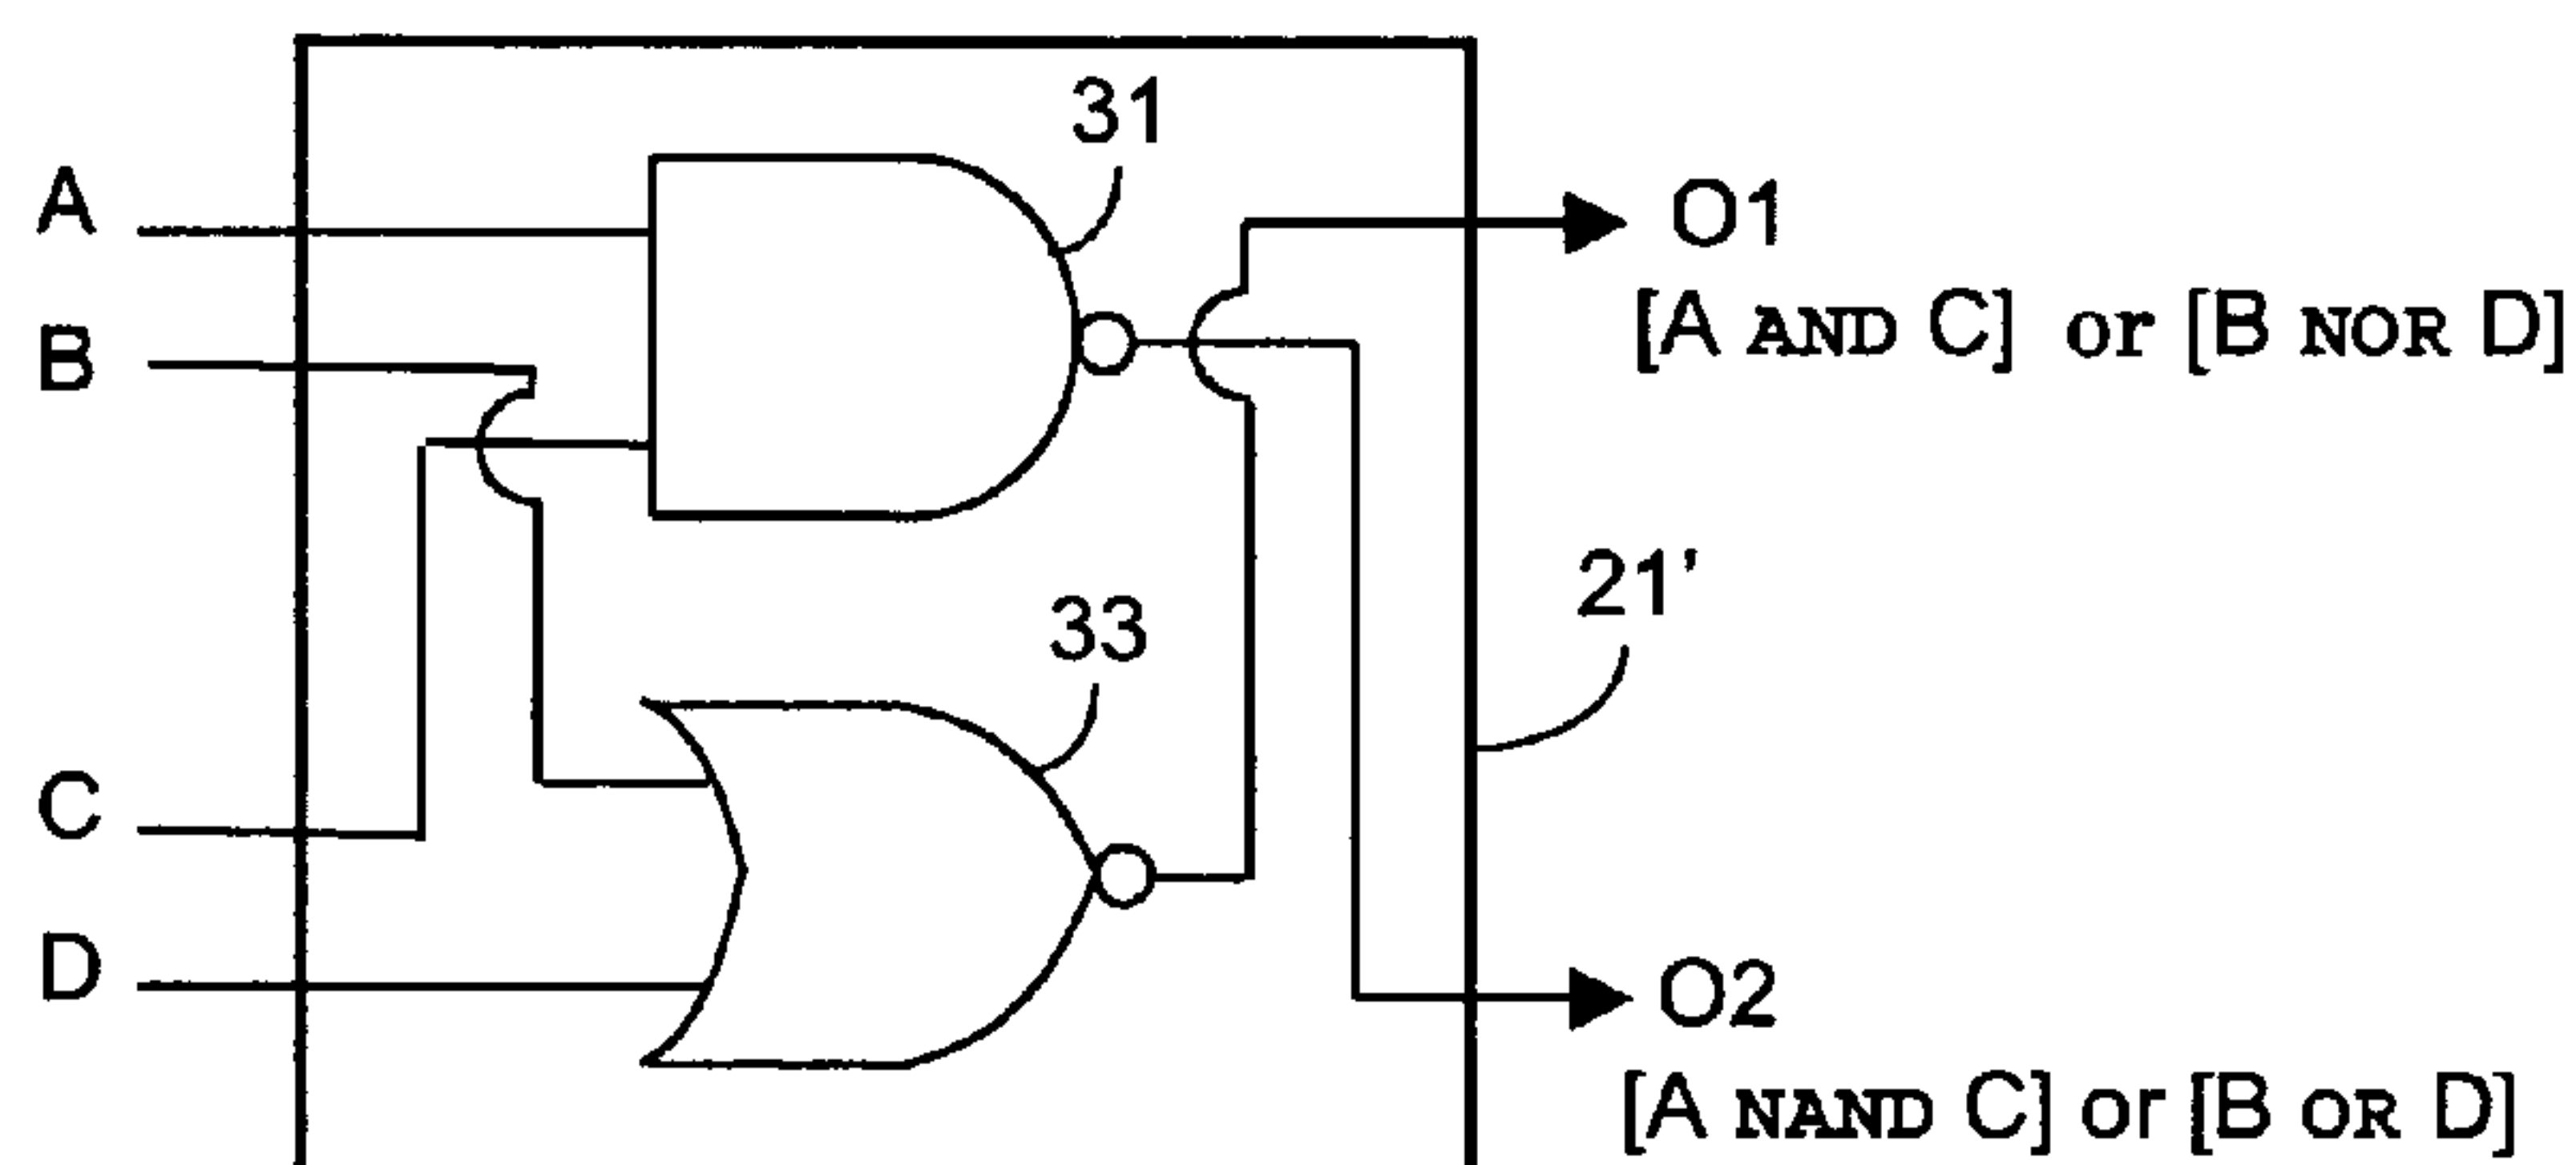 31
A
O1
B
[A AND C] or [B NOR D]
21’
33
C
D
O2
[A NAND C] or [B OR D]